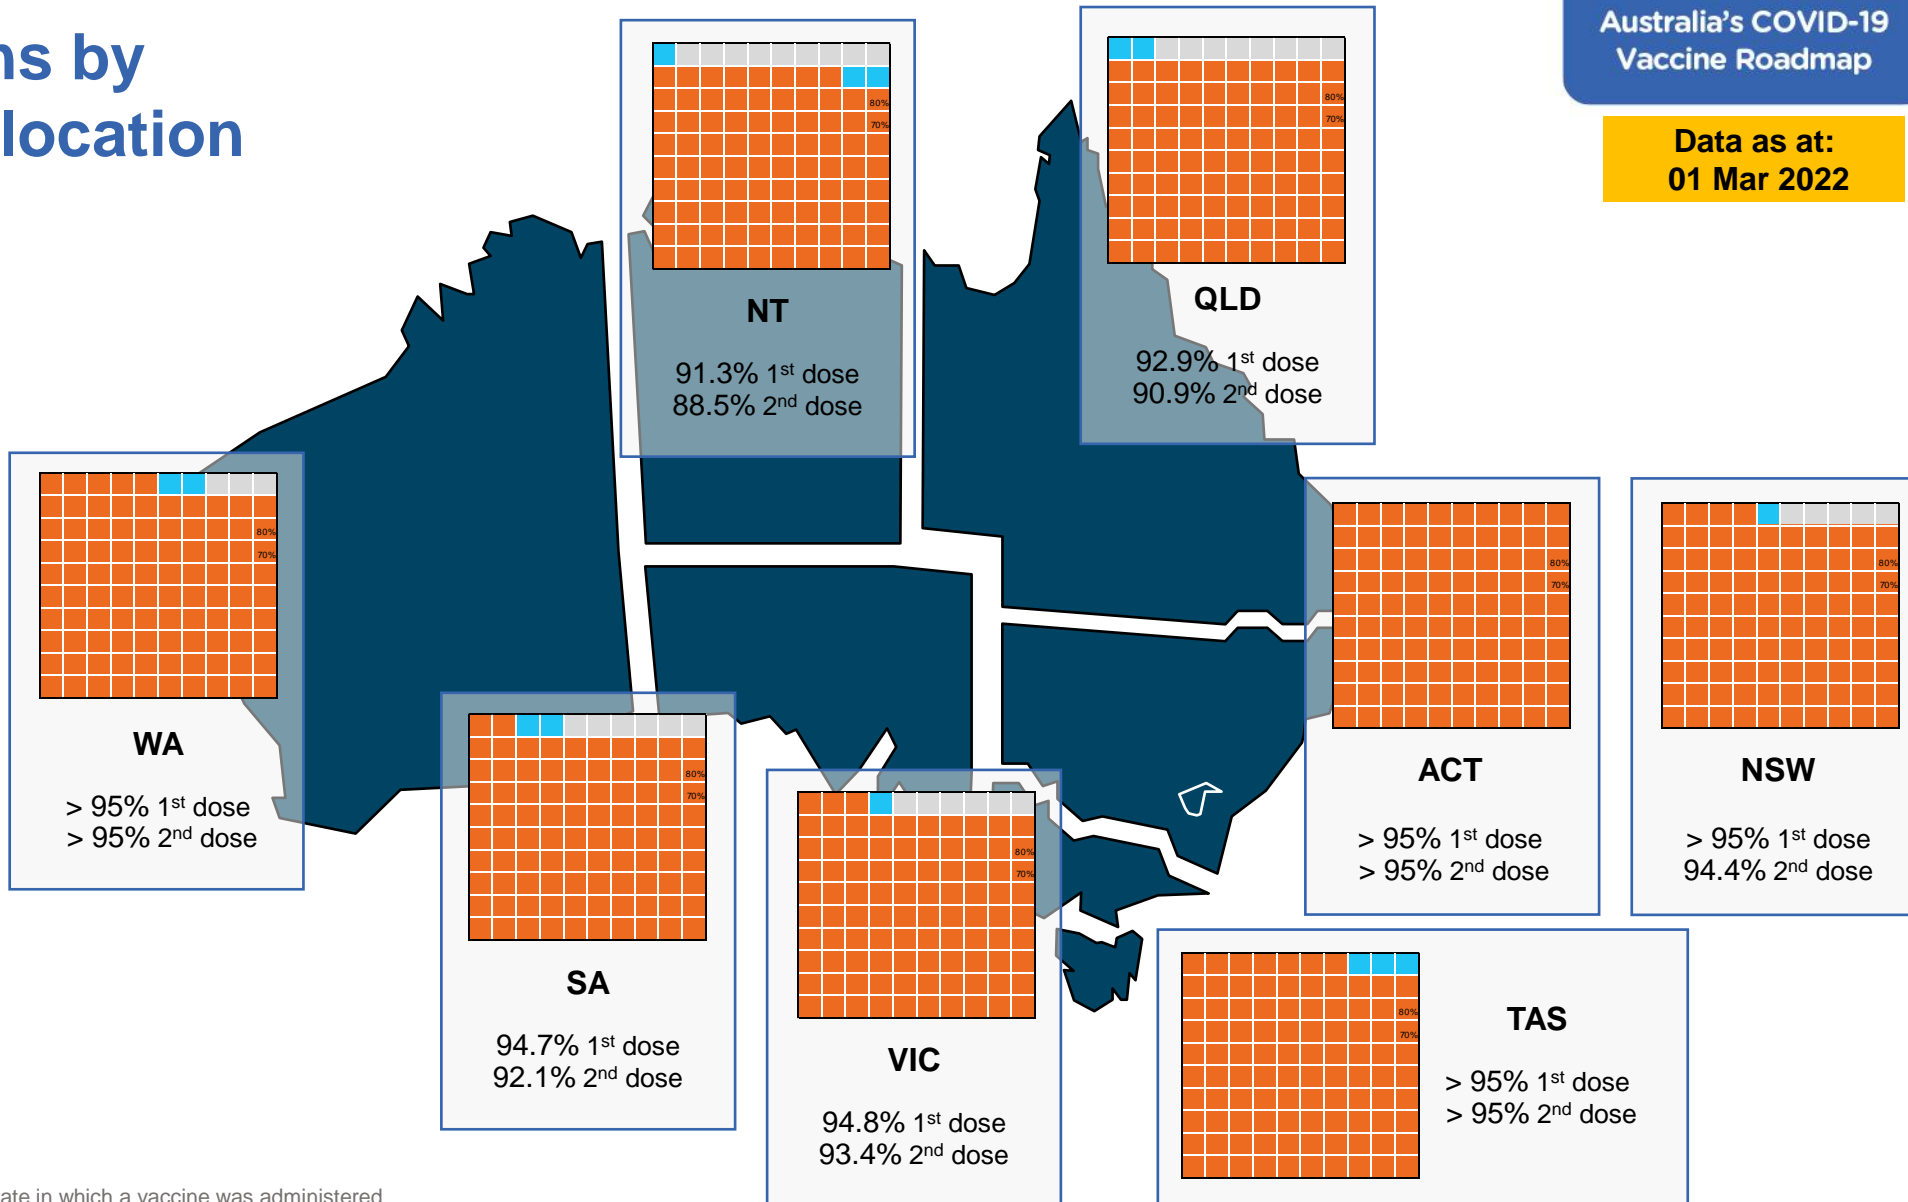 ns by
location
Australia's COVID-19
Vaccine Roadmap
Data as at:
01 Mar 2022
80%
70%
NT
91.3% 1st dose
88.5% 2nd dose
80%
70%
QLD
92.9% 1st dose
90.9% 2nd dose
80%
70%
WA
> 95% 1st dose
> 95% 2nd dose
80%
70%
SA
94.7% 1st dose
92.1% 2nd dose
80%
70%
VIC
94.8% 1st dose
93.4% 2nd dose
80%
70%
ACT
> 95% 1st dose
> 95% 2nd dose
80%
70%
NSW
> 95% 1st dose
94.4% 2nd dose
80%
70%
TAS
> 95% 1st dose
> 95% 2nd dose
ate in which a vaccine was administered